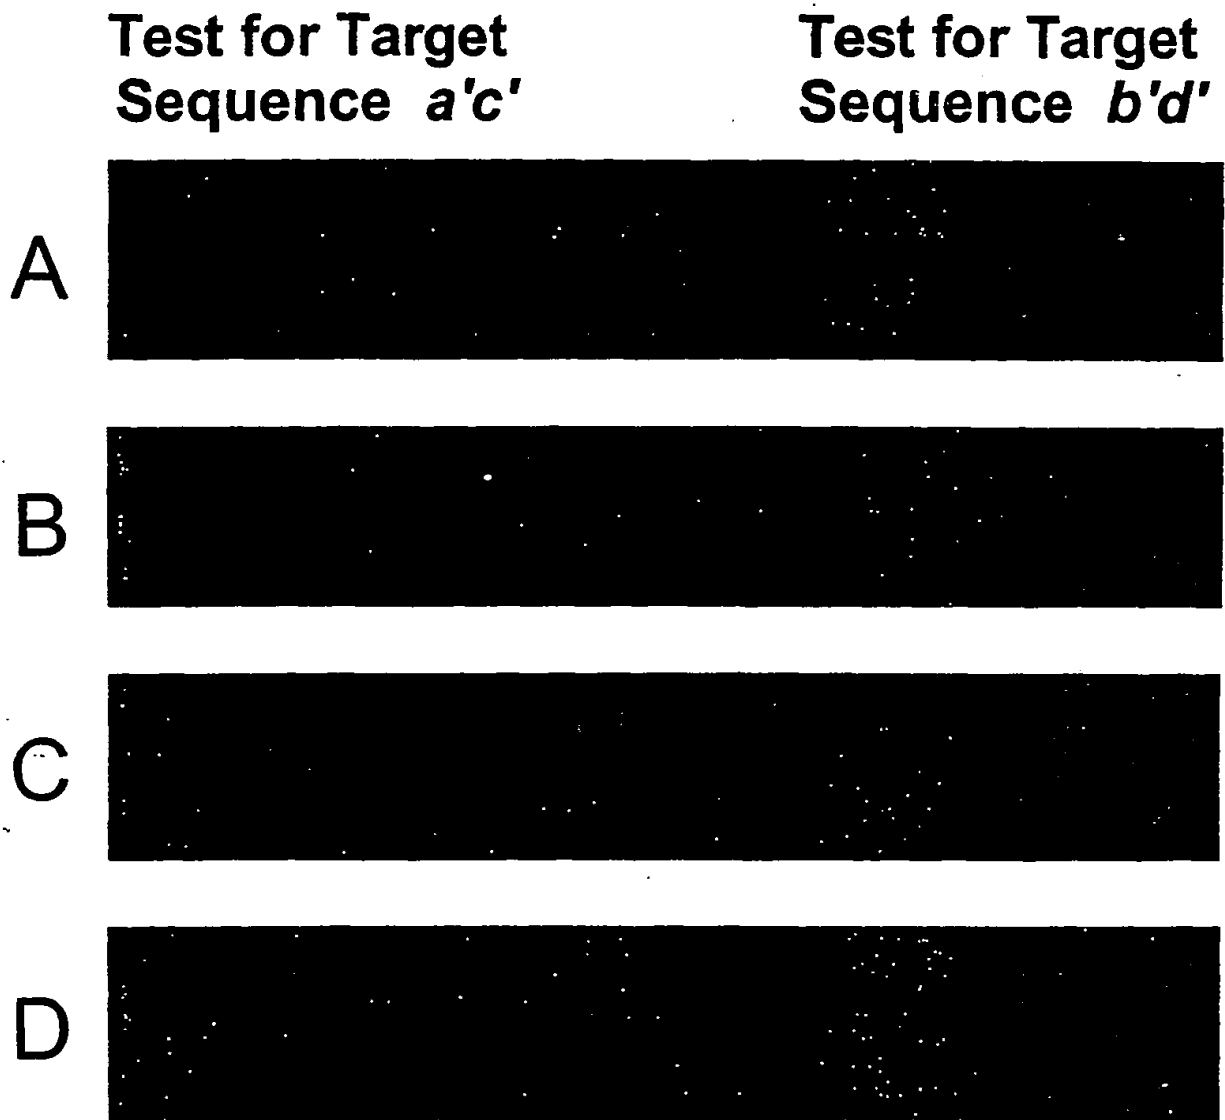 Test for Target
Sequence a'c'
Test for Target
Sequence b'd'
A
B
C
D